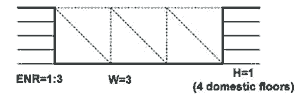 ENR=1:3 W=3 H=1
(4 domestic floors)